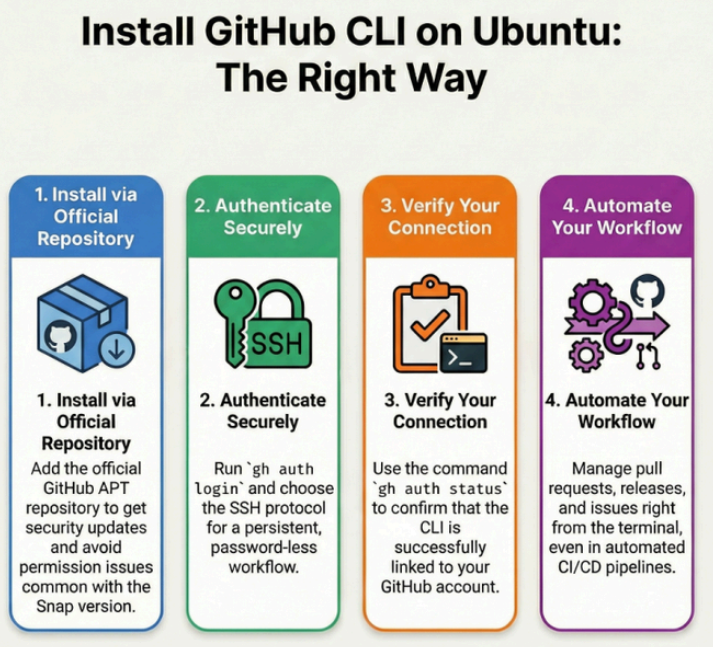 Install GitHub CLI on Ubuntu:
The Right Way
1. Install via
Official
Repository
1. Install via
Official
Repository
Add the official
GitHub APT
repository to get
security updates
and avoid
permission issues
common with the
Snap version.
2. Authenticate
Securely
SSH
2. Authenticate
Securely
Run `gh auth
login` and choose
the SSH protocol
for a persistent,
password-less
workflow.
3. Verify Your
Connection
>_
3. Verify Your
Connection
Use the command
`gh auth status`
to confirm that the
CLI is
successfully
linked to your
GitHub account.
4. Automate
Your Workflow
4. Automate Your
Workflow
Manage pull
requests, releases,
and issues right
from the terminal,
even in automated
CI/CD pipelines.